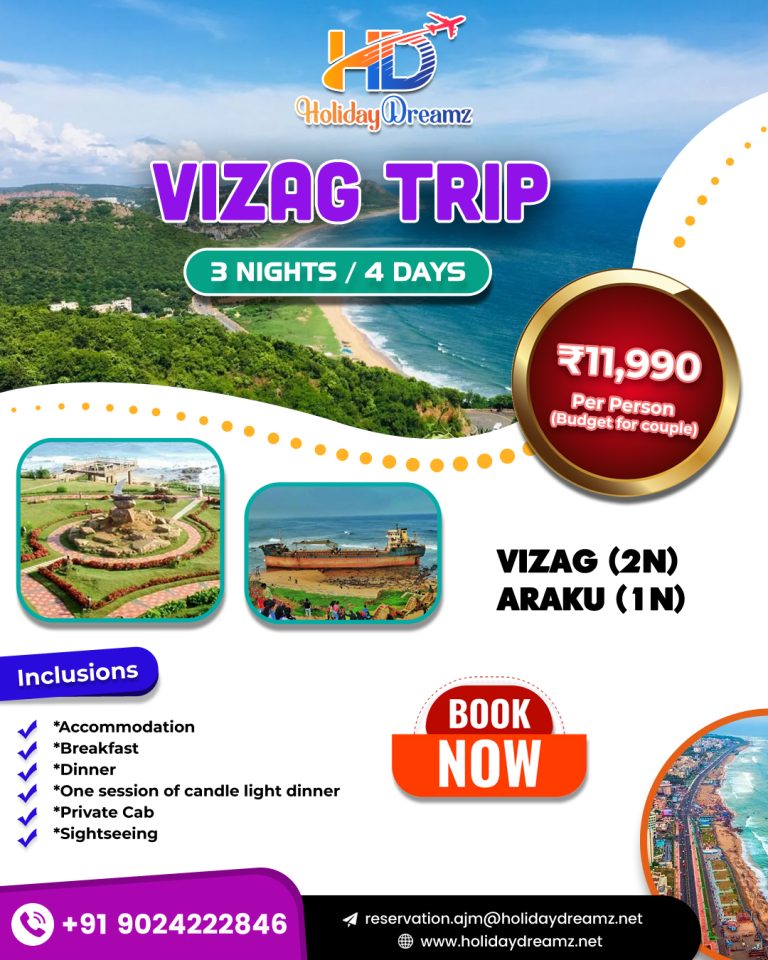 HD
Holiday Dreamz
VIZAG TRIP
3 NIGHTS / 4 DAYS
₹11,990
Per Person
(Budget for couple)
VIZAG (2N)
ARAKU (1N)
Inclusions
*Accommodation
*Breakfast
*Dinner
*One session of candle light dinner
*Private Cab
*Sightseeing
BOOK
NOW
+91 9024222846
reservation.ajm@holidaydreamz.net
www.holidaydreamz.net